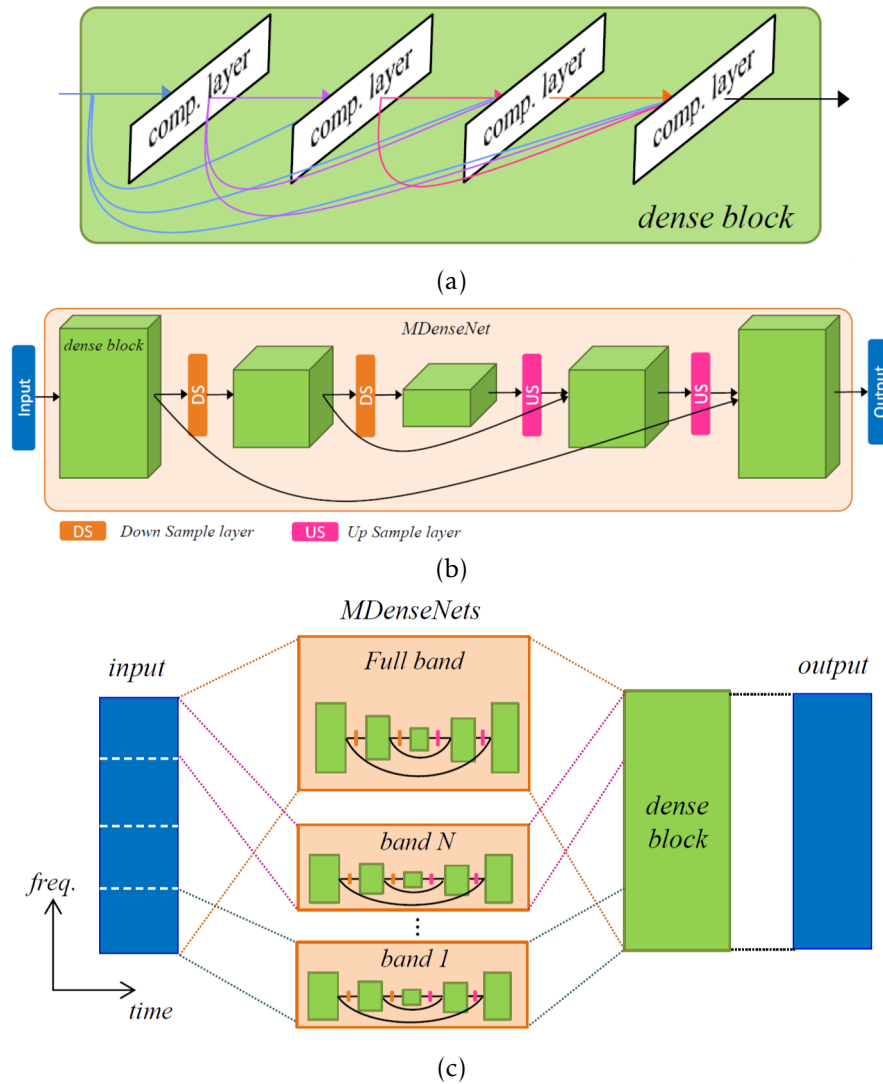 comp. layer
comp. layer
comp. layer
comp. layer
dense block
(a)
MDenseNet
dense block
Input
DS
DS
US
US
Output
DS Down Sample layer US Up Sample layer
(b)
MDenseNets
input
Full band
output
band N
dense
block
freq.
⋮
band 1
time
(c)